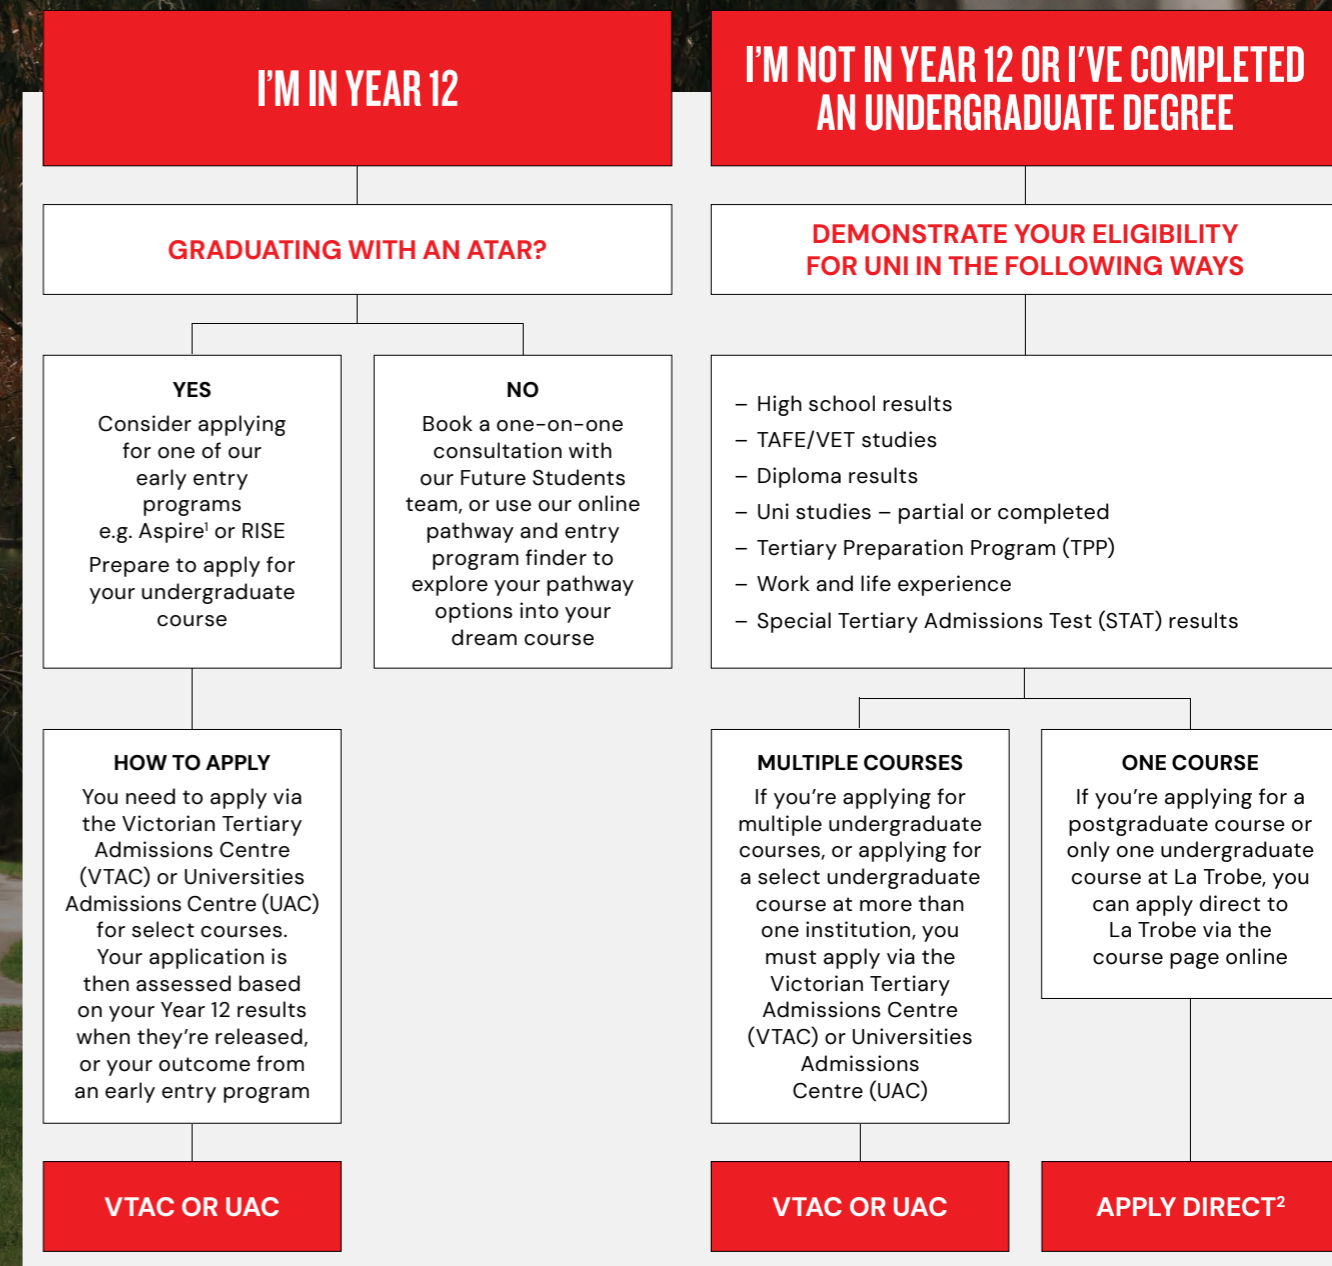 I'M IN YEAR 12
GRADUATING WITH AN ATAR?
YES
Consider applying
for one of our
early entry
programs
e.g. Aspire¹ or RISE
Prepare to apply for
your undergraduate
course
NO
Book a one-on-one
consultation with
our Future Students
team, or use our online
pathway and entry
program finder to
explore your pathway
options into your
dream course
HOW TO APPLY
You need to apply via
the Victorian Tertiary
Admissions Centre
(VTAC) or Universities
Admissions Centre (UAC)
for select courses.
Your application is
then assessed based
on your Year 12 results
when they're released,
or your outcome from
an early entry program
VTAC OR UAC
I'M NOT IN YEAR 12 OR I'VE COMPLETED
AN UNDERGRADUATE DEGREE
DEMONSTRATE YOUR ELIGIBILITY
FOR UNI IN THE FOLLOWING WAYS
– High school results
– TAFE/VET studies
– Diploma results
– Uni studies – partial or completed
– Tertiary Preparation Program (TPP)
– Work and life experience
– Special Tertiary Admissions Test (STAT) results
MULTIPLE COURSES
If you're applying for
multiple undergraduate
courses, or applying for
a select undergraduate
course at more than
one institution, you
must apply via the
Victorian Tertiary
Admissions Centre
(VTAC) or Universities
Admissions
Centre (UAC)
VTAC OR UAC
ONE COURSE
If you're applying for a
postgraduate course or
only one undergraduate
course at La Trobe, you
can apply direct to
La Trobe via the
course page online
APPLY DIRECT²